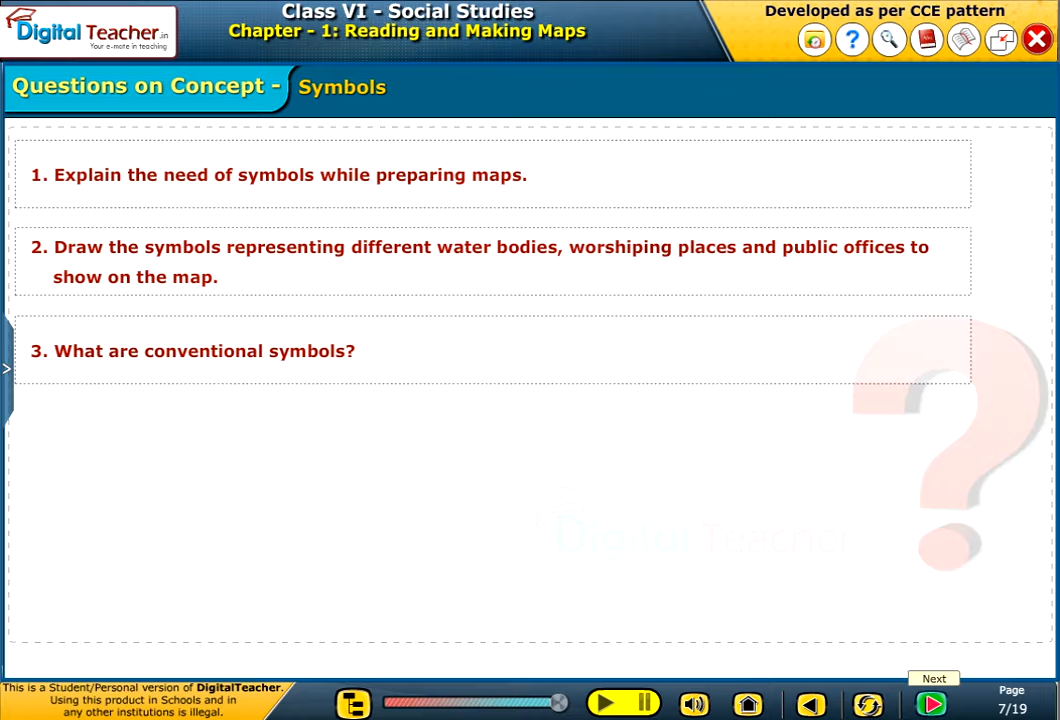 Digital Teacher.in
Your e-mate in teaching
Class VI - Social Studies
Chapter - 1: Reading and Making Maps
Developed as per CCE pattern
Questions on Concept -
Symbols
1. Explain the need of symbols while preparing maps.
2. Draw the symbols representing different water bodies, worshiping places and public offices to
show on the map.
3. What are conventional symbols?
Digital Teacher
Next
This is a Student/Personal version of DigitalTeacher.
Using this product in Schools and in
any other institutions is illegal.
Page
7/19